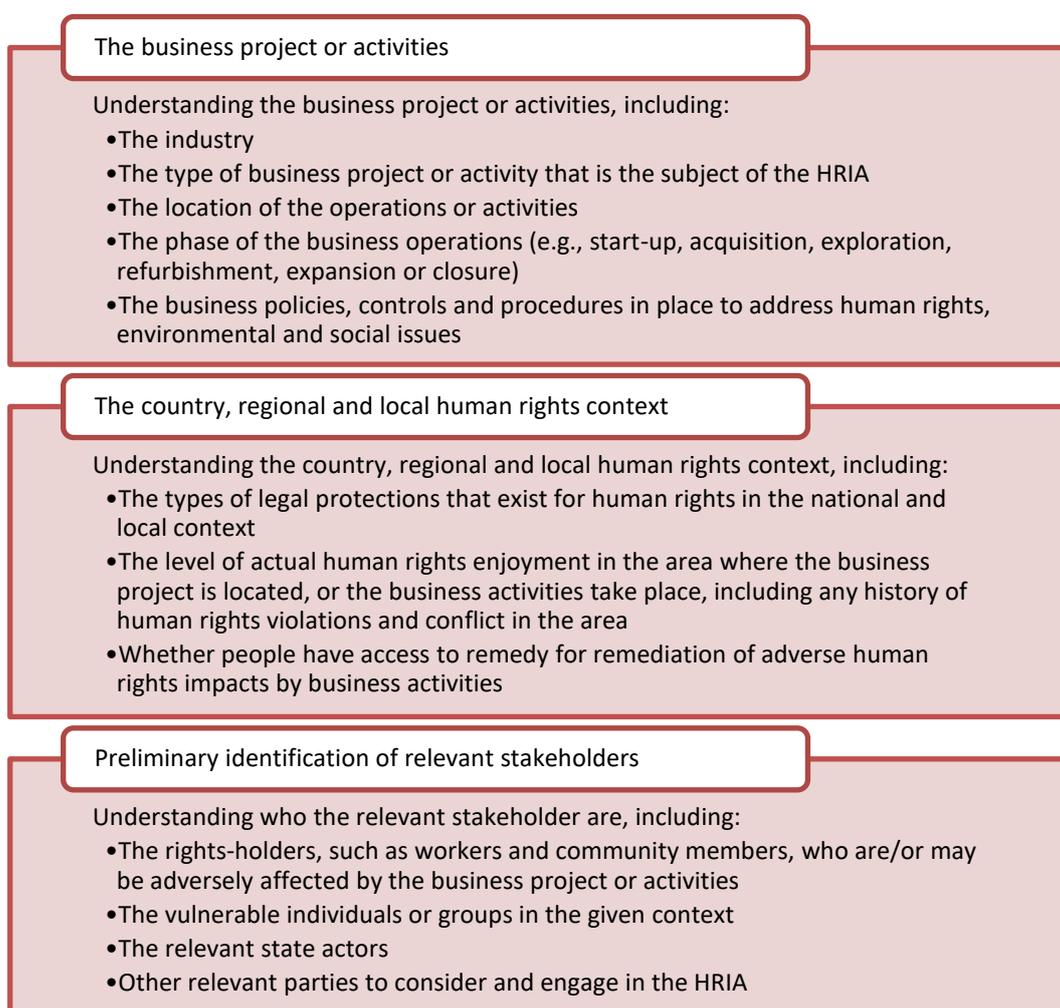 The business project or activities
Understanding the business project or activities, including:
•The industry
•The type of business project or activity that is the subject of the HRIA
•The location of the operations or activities
•The phase of the business operations (e.g., start-up, acquisition, exploration,
refurbishment, expansion or closure)
•The business policies, controls and procedures in place to address human rights,
environmental and social issues
The country, regional and local human rights context
Understanding the country, regional and local human rights context, including:
•The types of legal protections that exist for human rights in the national and
local context
•The level of actual human rights enjoyment in the area where the business
project is located, or the business activities take place, including any history of
human rights violations and conflict in the area
•Whether people have access to remedy for remediation of adverse human
rights impacts by business activities
Preliminary identification of relevant stakeholders
Understanding who the relevant stakeholder are, including:
•The rights-holders, such as workers and community members, who are/or may
be adversely affected by the business project or activities
•The vulnerable individuals or groups in the given context
•The relevant state actors
•Other relevant parties to consider and engage in the HRIA